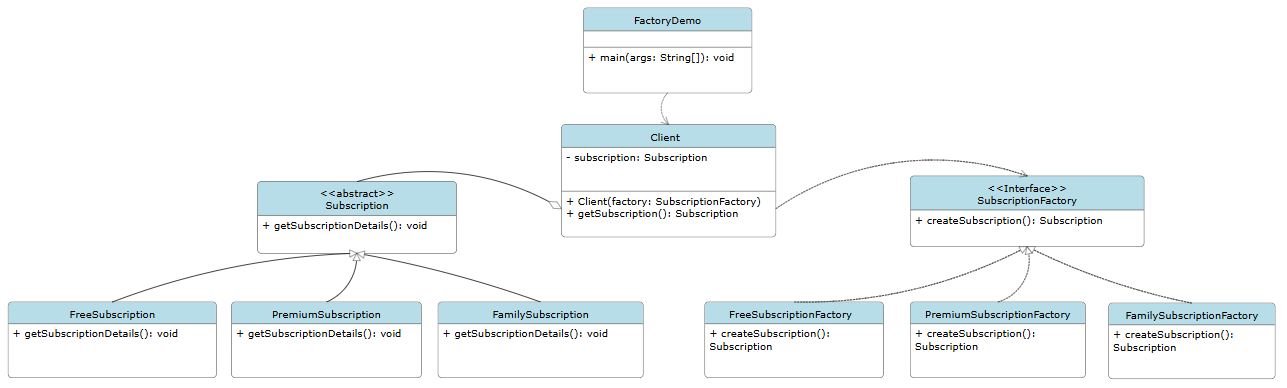 FactoryDemo
+ main(args: String[]): void
Client
- subscription: Subscription
+ Client(factory: SubscriptionFactory)
+ getSubscription(): Subscription
<<abstract>>
Subscription
+ getSubscriptionDetails(): void
<<Interface>>
SubscriptionFactory
+ createSubscription(): Subscription
FreeSubscription
+ getSubscriptionDetails(): void
PremiumSubscription
+ getSubscriptionDetails(): void
FamilySubscription
+ getSubscriptionDetails(): void
FreeSubscriptionFactory
+ createSubscription():
Subscription
PremiumSubscriptionFactory
+ createSubscription():
Subscription
FamilySubscriptionFactory
+ createSubscription():
Subscription